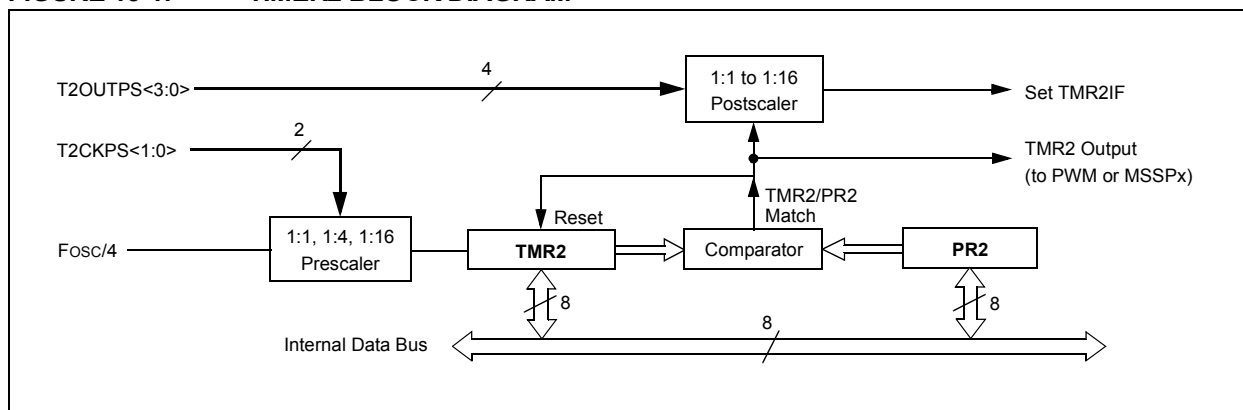 T2OUTPS<3:0>
4
1:1 to 1:16
Postscaler
Set TMR2IF
T2CKPS<1:0>
2
TMR2 Output
(to PWM or MSSPx)
TMR2/PR2
Match
Reset
FOSC/4
1:1, 1:4, 1:16
Prescaler
TMR2
Comparator
PR2
8
8
8
Internal Data Bus